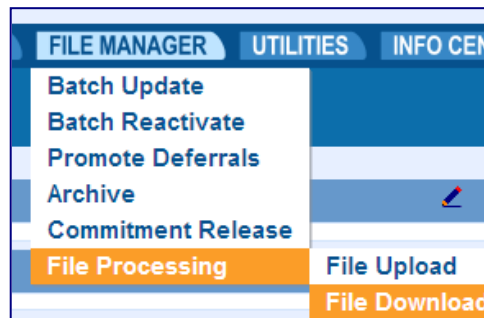 FILE MANAGER UTILITIES INFO CEN
Batch Update
Batch Reactivate
Promote Deferrals
Archive
Commitment Release
File Processing File Upload
File Download